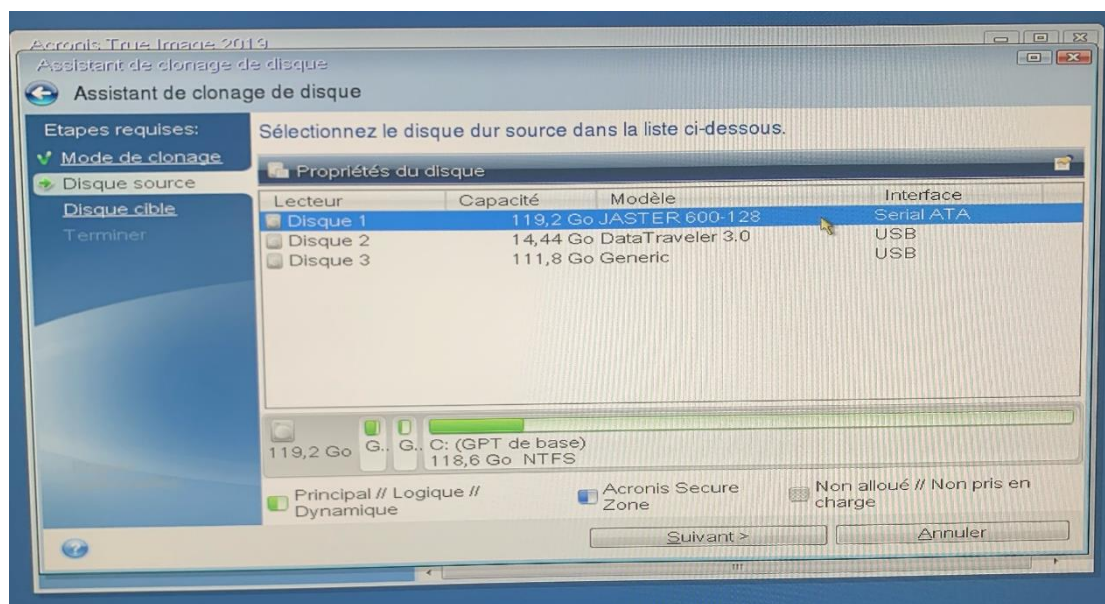 Acronis True Image 2019
Assistant de clonage de disque
Assistant de clonage de disque
Etapes requises:
Mode de clonage
Disque source
Disque cible
Terminer
Sélectionnez le disque dur source dans la liste ci-dessous.
Propriétés du disque
Lecteur Capacité Modèle Interface
Disque 1 119,2 Go JASTER 600-128 Serial ATA
Disque 2 14,44 Go DataTraveler 3.0 USB
Disque 3 111,8 Go Generic USB
119,2 Go G.. G.. C: (GPT de base)
118,6 Go NTFS
Principal // Logique //
Dynamique
Acronis Secure
Zone
Non alloué // Non pris en
charge
Suivant >
Annuler